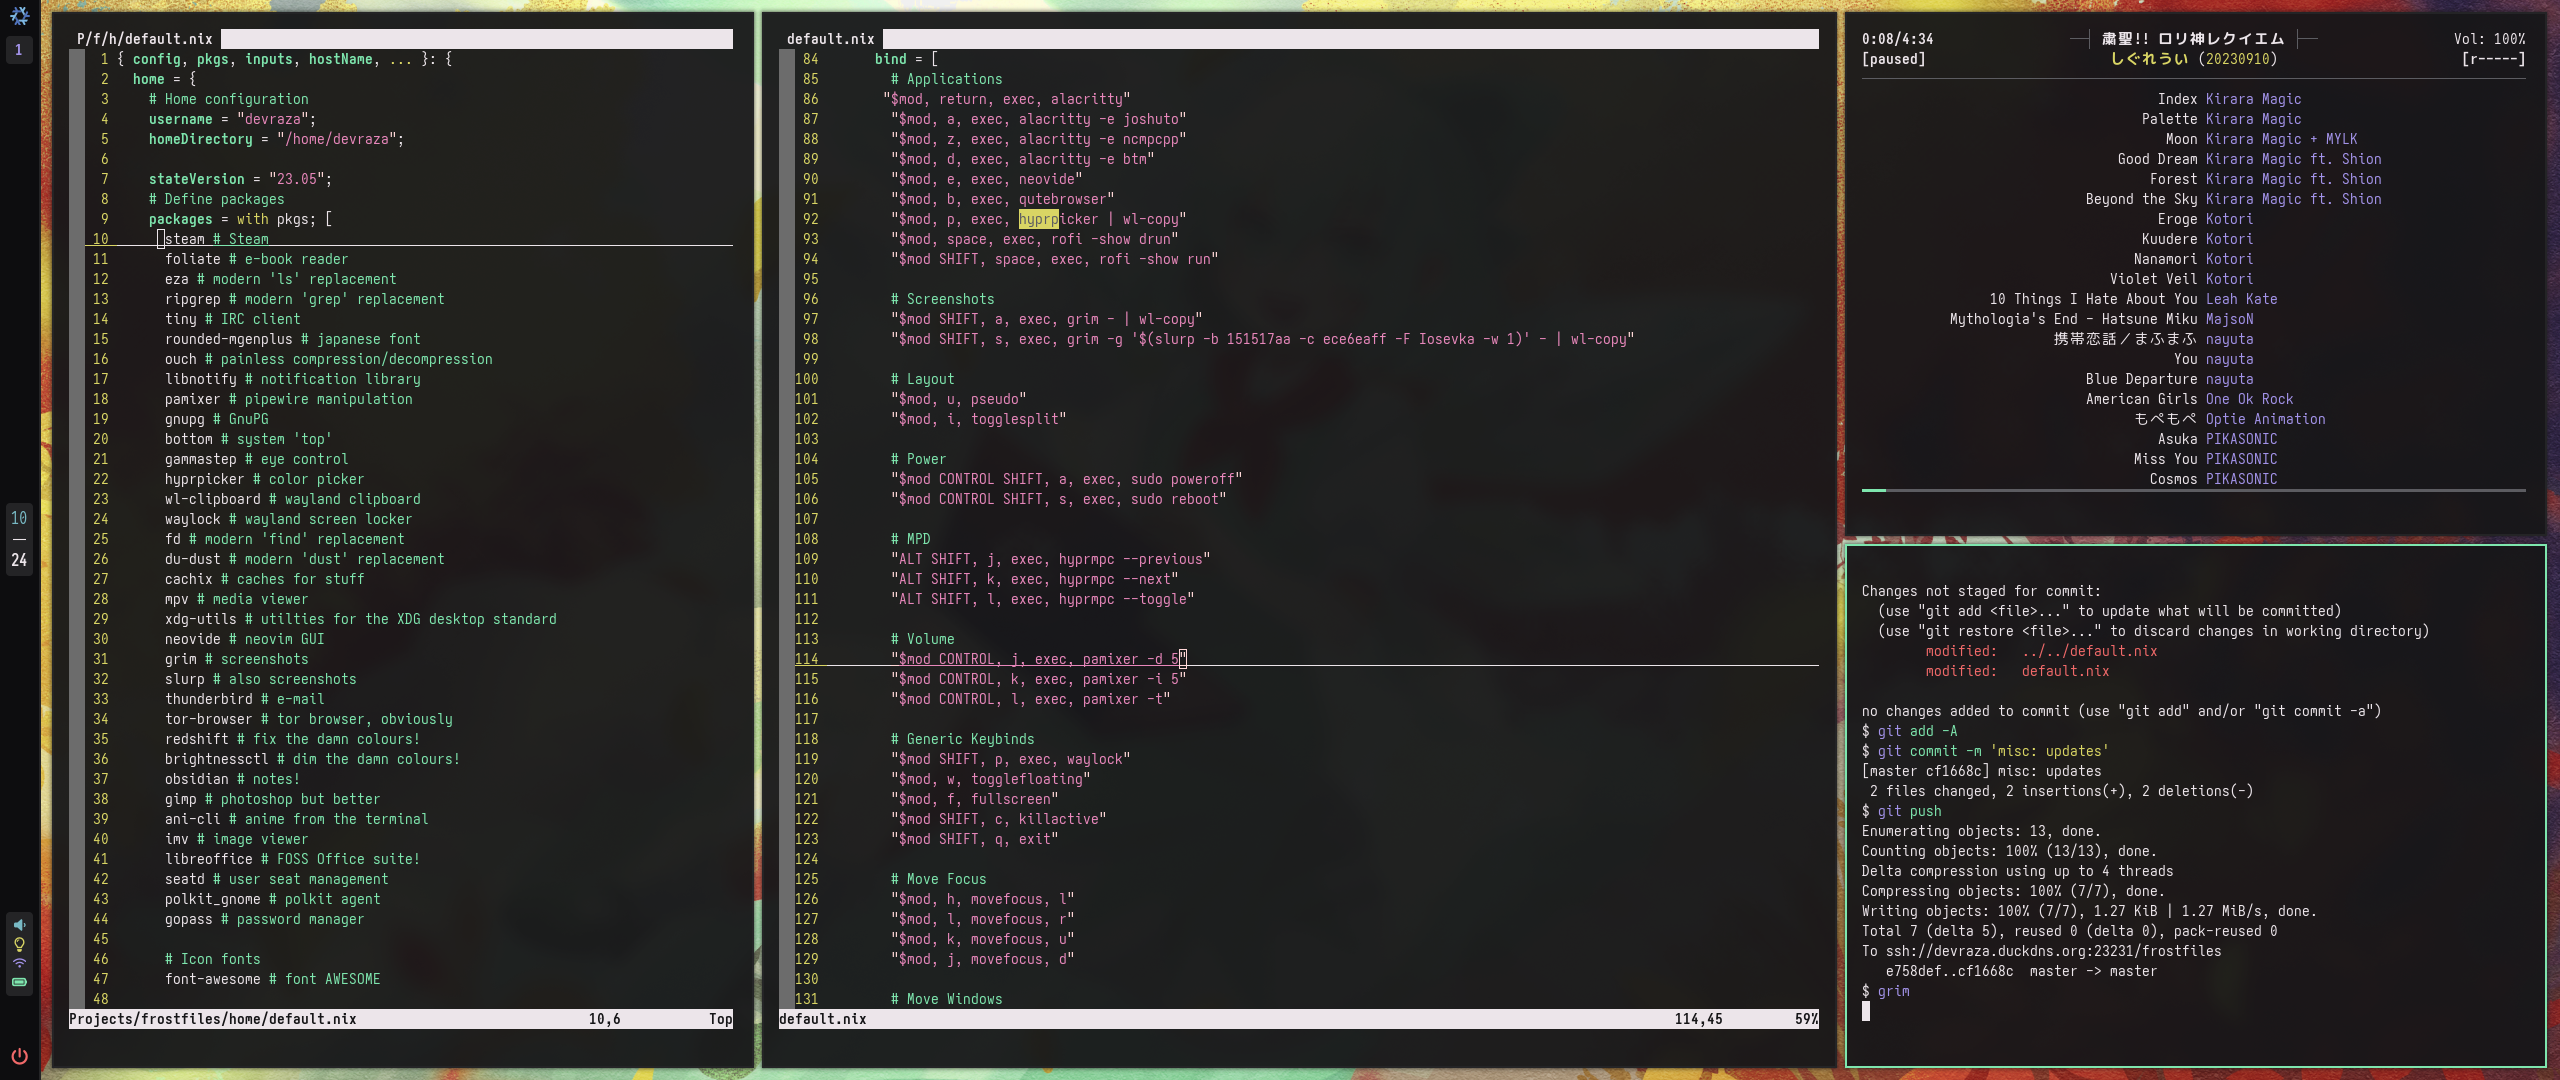 1
10
—
24
P/f/h/default.nix
1 { config, pkgs, inputs, hostName, ... }: {
2 home = {
3 # Home configuration
4 username = "devraza";
5 homeDirectory = "/home/devraza";
6
7 stateVersion = "23.05";
8 # Define packages
9 packages = with pkgs; [
10 steam # Steam
11 foliate # e-book reader
12 eza # modern 'ls' replacement
13 ripgrep # modern 'grep' replacement
14 tiny # IRC client
15 rounded-mgenplus # japanese font
16 ouch # painless compression/decompression
17 libnotify # notification library
18 pamixer # pipewire manipulation
19 gnupg # GnuPG
20 bottom # system 'top'
21 gammastep # eye control
22 hyprpicker # color picker
23 wl-clipboard # wayland clipboard
24 waylock # wayland screen locker
25 fd # modern 'find' replacement
26 du-dust # modern 'dust' replacement
27 cachix # caches for stuff
28 mpv # media viewer
29 xdg-utils # utilties for the XDG desktop standard
30 neovide # neovim GUI
31 grim # screenshots
32 slurp # also screenshots
33 thunderbird # e-mail
34 tor-browser # tor browser, obviously
35 redshift # fix the damn colours!
36 brightnessctl # dim the damn colours!
37 obsidian # notes!
38 gimp # photoshop but better
39 ani-cli # anime from the terminal
40 imv # image viewer
41 libreoffice # FOSS Office suite!
42 seatd # user seat management
43 polkit_gnome # polkit agent
44 gopass # password manager
45
46 # Icon fonts
47 font-awesome # font AWESOME
48
Projects/frostfiles/home/default.nix 10,6 Top
default.nix
84 bind = [
85 # Applications
86 "$mod, return, exec, alacritty"
87 "$mod, a, exec, alacritty -e joshuto"
88 "$mod, z, exec, alacritty -e ncmpcpp"
89 "$mod, d, exec, alacritty -e btm"
90 "$mod, e, exec, neovide"
91 "$mod, b, exec, qutebrowser"
92 "$mod, p, exec, hyprpicker | wl-copy"
93 "$mod, space, exec, rofi -show drun"
94 "$mod SHIFT, space, exec, rofi -show run"
95
96 # Screenshots
97 "$mod SHIFT, a, exec, grim - | wl-copy"
98 "$mod SHIFT, s, exec, grim -g '$(slurp -b 151517aa -c ece6eaff -F Iosevka -w 1)' - | wl-copy"
99
100 # Layout
101 "$mod, u, pseudo"
102 "$mod, i, togglesplit"
103
104 # Power
105 "$mod CONTROL SHIFT, a, exec, sudo poweroff"
106 "$mod CONTROL SHIFT, s, exec, sudo reboot"
107
108 # MPD
109 "ALT SHIFT, j, exec, hyprmpc --previous"
110 "ALT SHIFT, k, exec, hyprmpc --next"
111 "ALT SHIFT, l, exec, hyprmpc --toggle"
112
113 # Volume
114 "$mod CONTROL, j, exec, pamixer -d 5"
115 "$mod CONTROL, k, exec, pamixer -i 5"
116 "$mod CONTROL, l, exec, pamixer -t"
117
118 # Generic Keybinds
119 "$mod SHIFT, p, exec, waylock"
120 "$mod, w, togglefloating"
121 "$mod, f, fullscreen"
122 "$mod SHIFT, c, killactive"
123 "$mod SHIFT, q, exit"
124
125 # Move Focus
126 "$mod, h, movefocus, l"
127 "$mod, l, movefocus, r"
128 "$mod, k, movefocus, u"
129 "$mod, j, movefocus, d"
130
131 # Move Windows
default.nix 114,45 59%
0:08/4:34 粛聖!! ロリ神レクイエム Vol: 100%
[paused] しぐれうい (20230910) [r-----]
Index Kirara Magic
Palette Kirara Magic
Moon Kirara Magic + MYLK
Good Dream Kirara Magic ft. Shion
Forest Kirara Magic ft. Shion
Beyond the Sky Kirara Magic ft. Shion
Eroge Kotori
Kuudere Kotori
Nanamori Kotori
Violet Veil Kotori
10 Things I Hate About You Leah Kate
Mythologia's End - Hatsune Miku MajsoN
携帯恋話／まふまふ nayuta
You nayuta
Blue Departure nayuta
American Girls One Ok Rock
もぺもぺ Optie Animation
Asuka PIKASONIC
Miss You PIKASONIC
Cosmos PIKASONIC
Changes not staged for commit:
(use "git add <file>..." to update what will be committed)
(use "git restore <file>..." to discard changes in working directory)
modified: ../../default.nix
modified: default.nix
no changes added to commit (use "git add" and/or "git commit -a")
$ git add -A
$ git commit -m 'misc: updates'
[master cf1668c] misc: updates
2 files changed, 2 insertions(+), 2 deletions(-)
$ git push
Enumerating objects: 13, done.
Counting objects: 100% (13/13), done.
Delta compression using up to 4 threads
Compressing objects: 100% (7/7), done.
Writing objects: 100% (7/7), 1.27 KiB | 1.27 MiB/s, done.
Total 7 (delta 5), reused 0 (delta 0), pack-reused 0
To ssh://devraza.duckdns.org:23231/frostfiles
e758def..cf1668c master -> master
$ grim